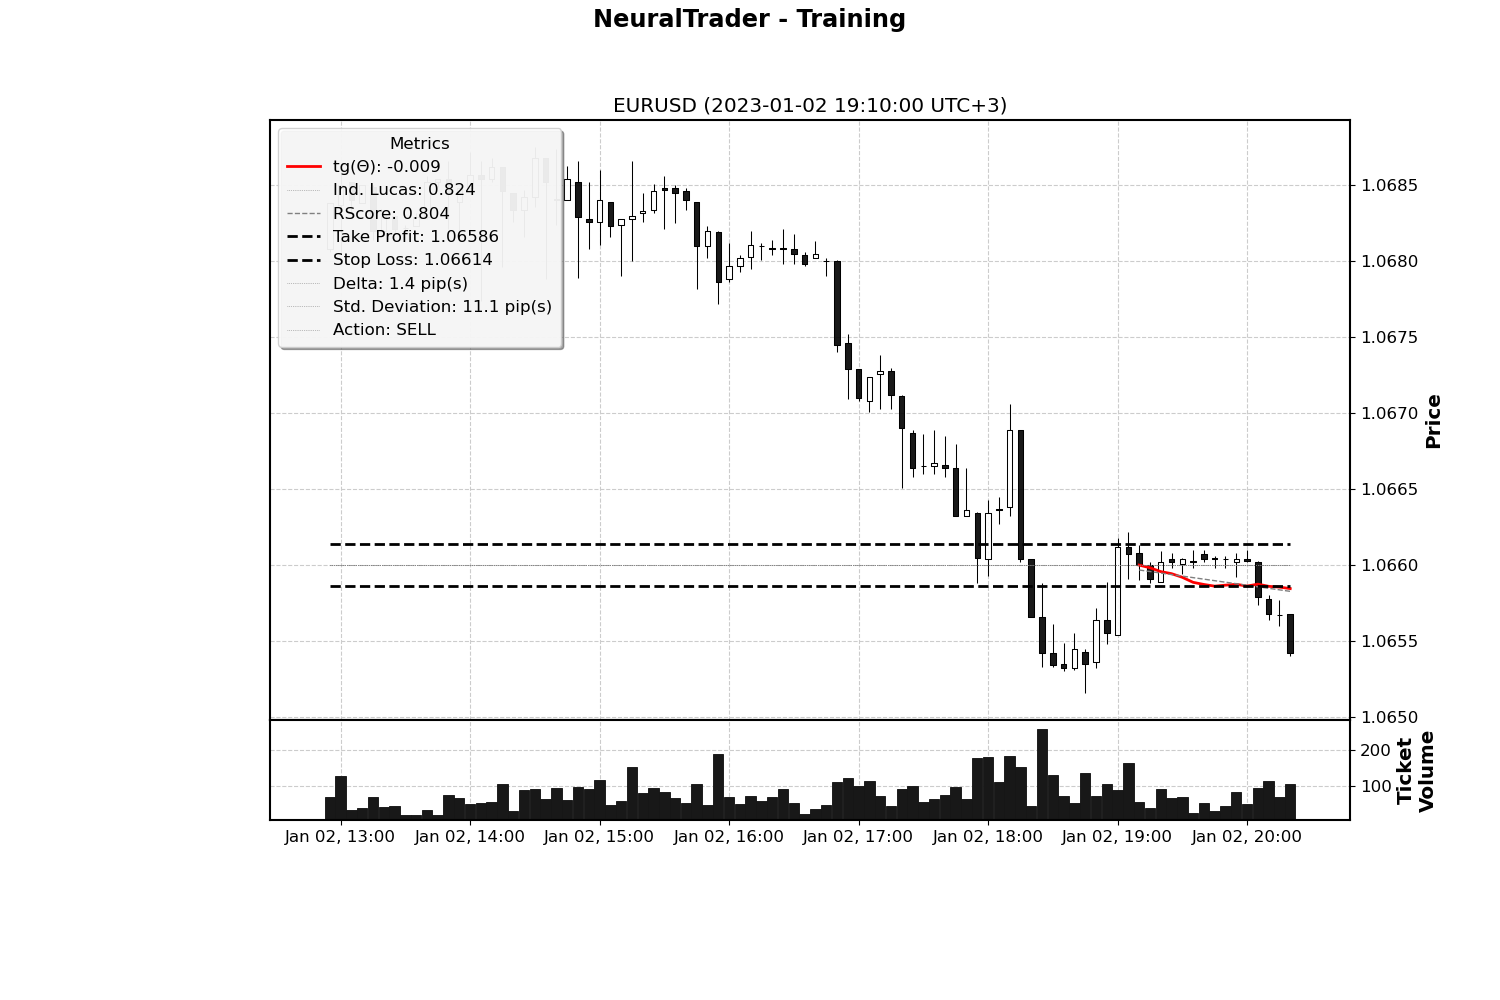 NeuralTrader - Training
EURUSD (2023-01-02 19:10:00 UTC+3)
Metrics
tg(Θ): -0.009
Ind. Lucas: 0.824
RScore: 0.804
Take Profit: 1.06586
Stop Loss: 1.06614
Delta: 1.4 pip(s)
Std. Deviation: 11.1 pip(s)
Action: SELL
1.0685
1.0680
1.0675
1.0670
1.0665
1.0660
1.0655
1.0650
Price
200
100
Ticket
Volume
Jan 02, 13:00 Jan 02, 14:00 Jan 02, 15:00 Jan 02, 16:00 Jan 02, 17:00 Jan 02, 18:00 Jan 02, 19:00 Jan 02, 20:00